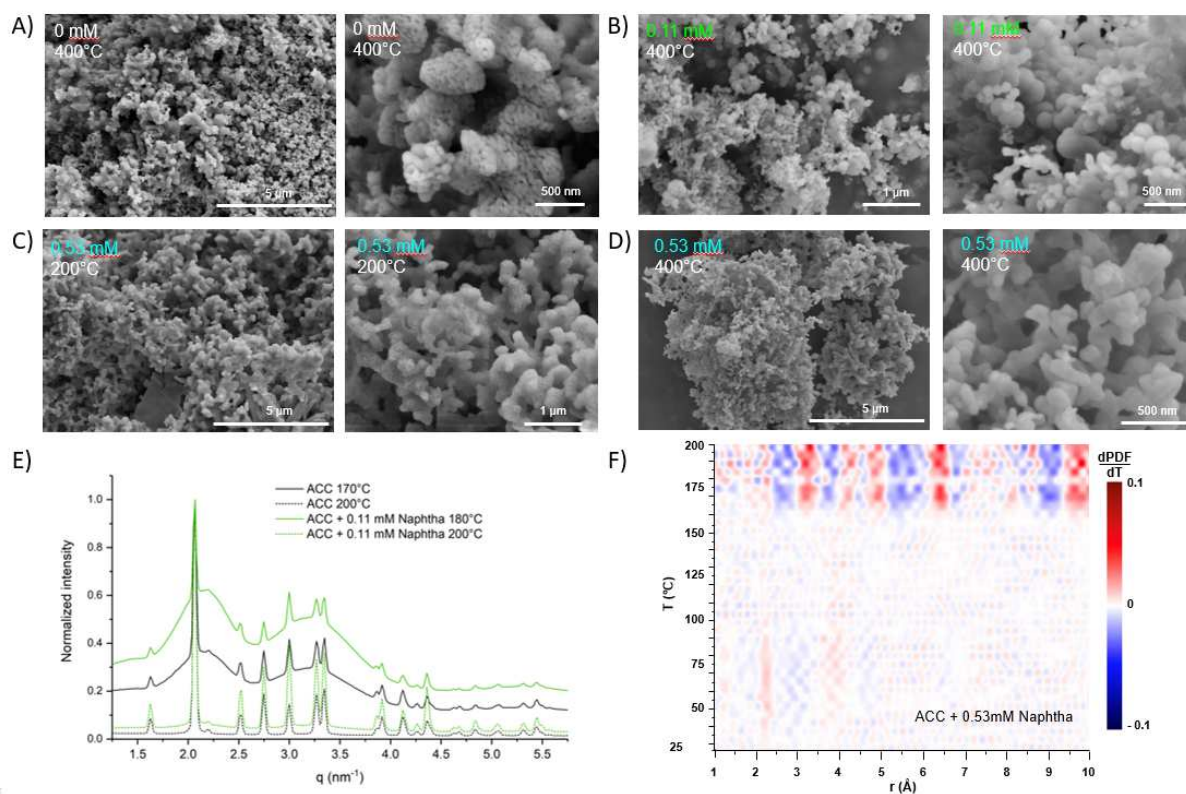 A)
0 mM
400°C
5 µm
0 mM
400°C
500 nm
B)
0.11 mM
400°C
1 µm
0.11 mM
400°C
500 nm
C)
0.53 mM
200°C
5 µm
0.53 mM
200°C
1 µm
D)
0.53 mM
400°C
5 µm
0.53 mM
400°C
500 nm
E)
ACC 170°C
ACC 200°C
ACC + 0.11 mM Naphtha 180°C
ACC + 0.11 mM Naphtha 200°C
Normalized intensity
1.0
0.8
0.6
0.4
0.2
0.0
1.5 2.0 2.5 3.0 3.5 4.0 4.5 5.0 5.5
q (nm⁻¹)
F)
T (°C)
200
175
150
125
100
75
50
25
ACC + 0.53mM Naphtha
1 2 3 4 5 6 7 8 9 10
r (Å)
dPDF
dT
0.1
0
- 0.1